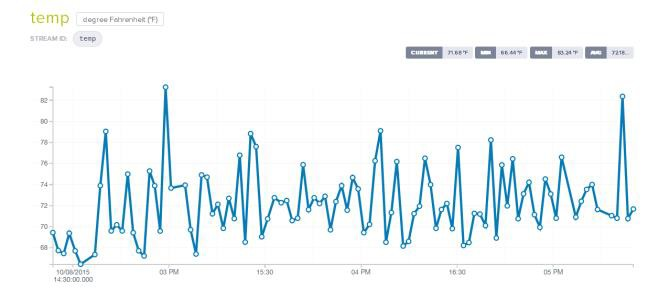 temp degree Fahrenheit (°F)
STREAM ID: temp
CURRENT 71.68°F MIN 66.44°F MAX 83.24°F AVG 72.18...
82
80
78
76
74
72
70
68
10/08/2015 03 PM 15:30 04 PM 16:30 05 PM
14:30:00.000